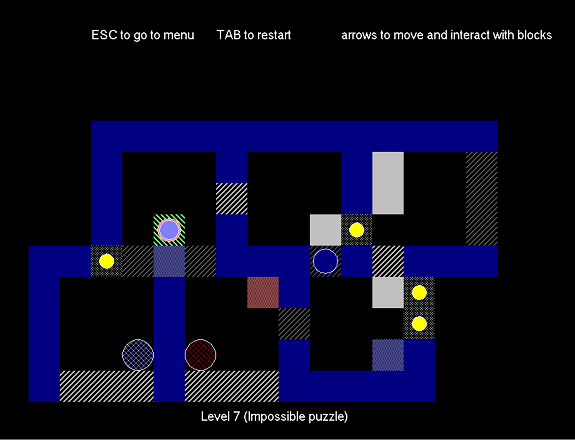 ESC to go to menu TAB to restart arrows to move and interact with blocks
Level 7 (Impossible puzzle)